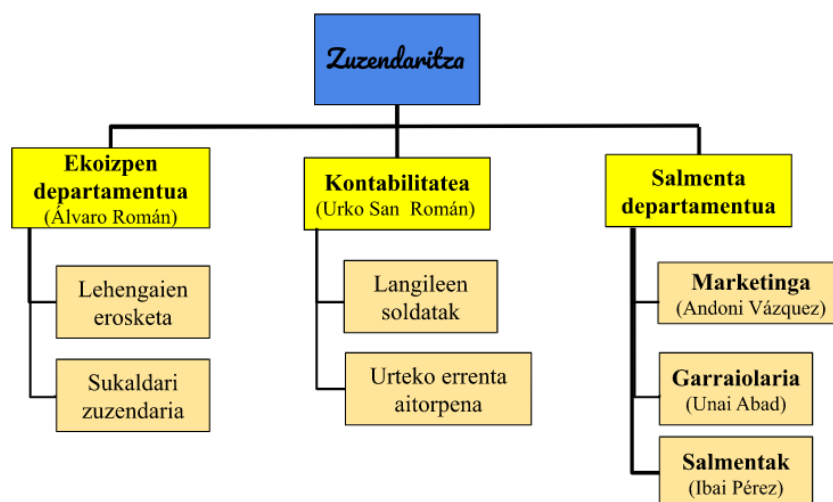 Zuzendaritza
Ekoizpen
departamentua
(Álvaro Román)
Lehengaien
erosketa
Sukaldari
zuzendaria
Kontabilitatea
(Urko San Román)
Langileen
soldatak
Urteko errenta
aitorpena
Salmenta
departamentua
Marketinga
(Andoni Vázquez)
Garraiolaria
(Unai Abad)
Salmentak
(Ibai Pérez)